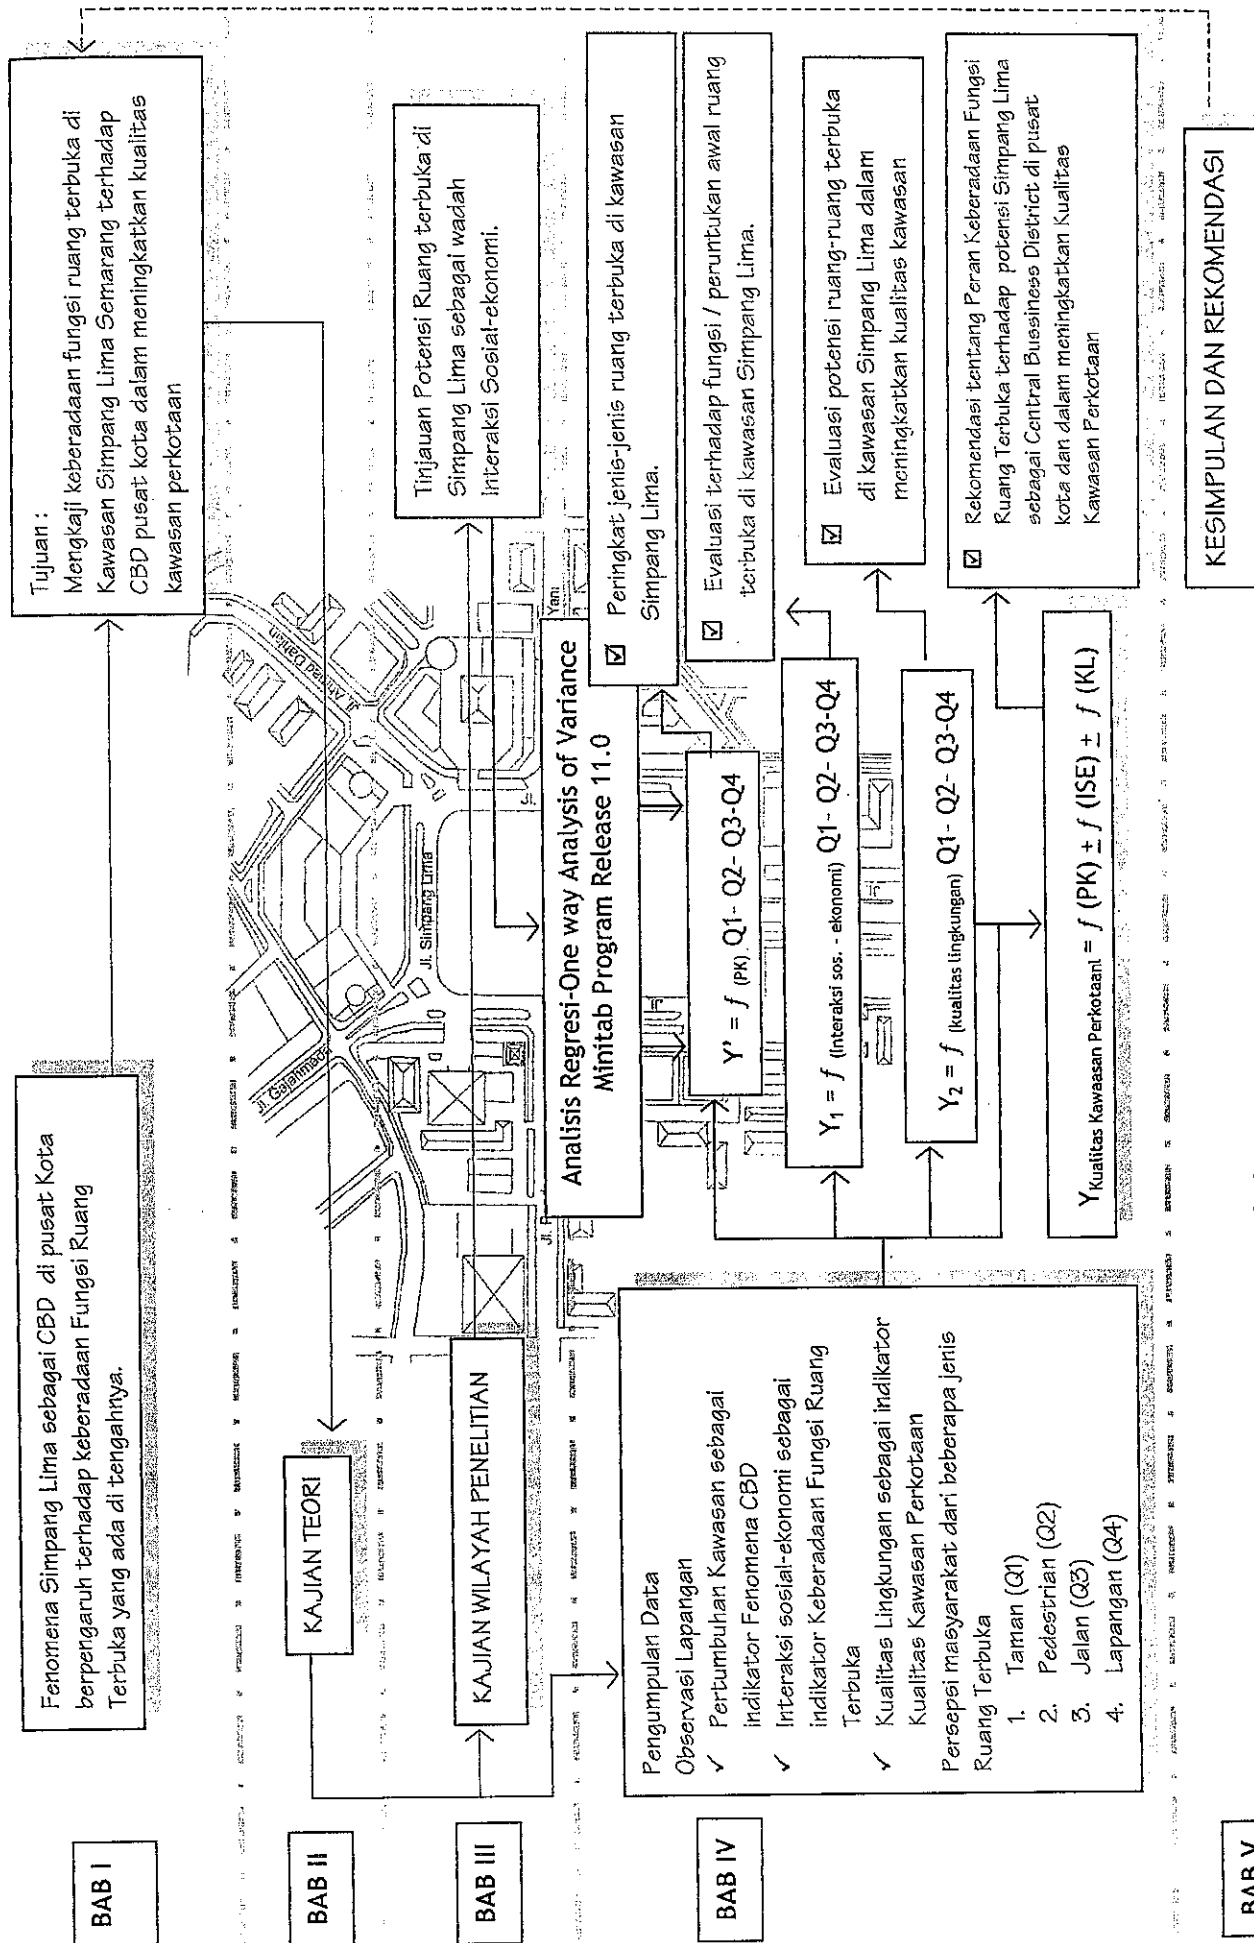 BAB I
Fenomena Simpang Lima sebagai CBD di pusat Kota
berpengaruh terhadap keberadaan Fungsi Ruang
Terbuka yang ada di tengahnya.
Tujuan :
Mengkaji keberadaan fungsi ruang terbuka di
Kawasan Simpang Lima Semarang terhadap
CBD pusat kota dalam meningkatkan kualitas
kawasan perkotaan
BAB II
KAJIAN TEORI
BAB III
KAJIAN WILAYAH PENELITIAN
Tinjauan Potensi Ruang terbuka di
Simpang Lima sebagai wadah
Interaksi Sosial-ekonomi.
Jl. Gajahmada
Jl. Ahmad Dahlan
Jl. Simpang Lima
Jl.
Yani
Jl.
Analisis Regresi-One way Analysis of Variance
Minitab Program Release 11.0
BAB IV
Pengumpulan Data
Observasi Lapangan
✓ Pertumbuhan Kawasan sebagai
indikator Fenomena CBD
✓ Interaksi sosial-ekonomi sebagai
indikator Keberadaan Fungsi Ruang
Terbuka
✓ Kualitas Lingkungan sebagai indikator
Kualitas Kawasan Perkotaan
Persepsi masyarakat dari beberapa jenis
Ruang Terbuka
1. Taman (Q1)
2. Pedestrian (Q2)
3. Jalan (Q3)
4. Lapangan (Q4)
Y' = f (PK) Q1- Q2- Q3-Q4
Y1 = f (Interaksi sos. - ekonomi) Q1- Q2- Q3-Q4
Y2 = f (kualitas lingkungan) Q1- Q2- Q3-Q4
Y Kualitas Kawaasan Perkotaanl = f (PK) ± f (ISE) ± f (KL)
☑ Peringkat jenis-jenis ruang terbuka di kawasan
Simpang Lima.
☑ Evaluasi terhadap fungsi / peruntukan awal ruang
terbuka di kawasan Simpang Lima.
☑ Evaluasi potensi ruang-ruang terbuka
di kawasan Simpang Lima dalam
meningkatkan kualitas kawasan
☑ Rekomendasi tentang Peran Keberadaan Fungsi
Ruang Terbuka terhadap potensi Simpang Lima
sebagai Central Bussiness District di pusat
kota dan dalam meningkatkan Kualitas
Kawasan Perkotaan
BAB V
KESIMPULAN DAN REKOMENDASI